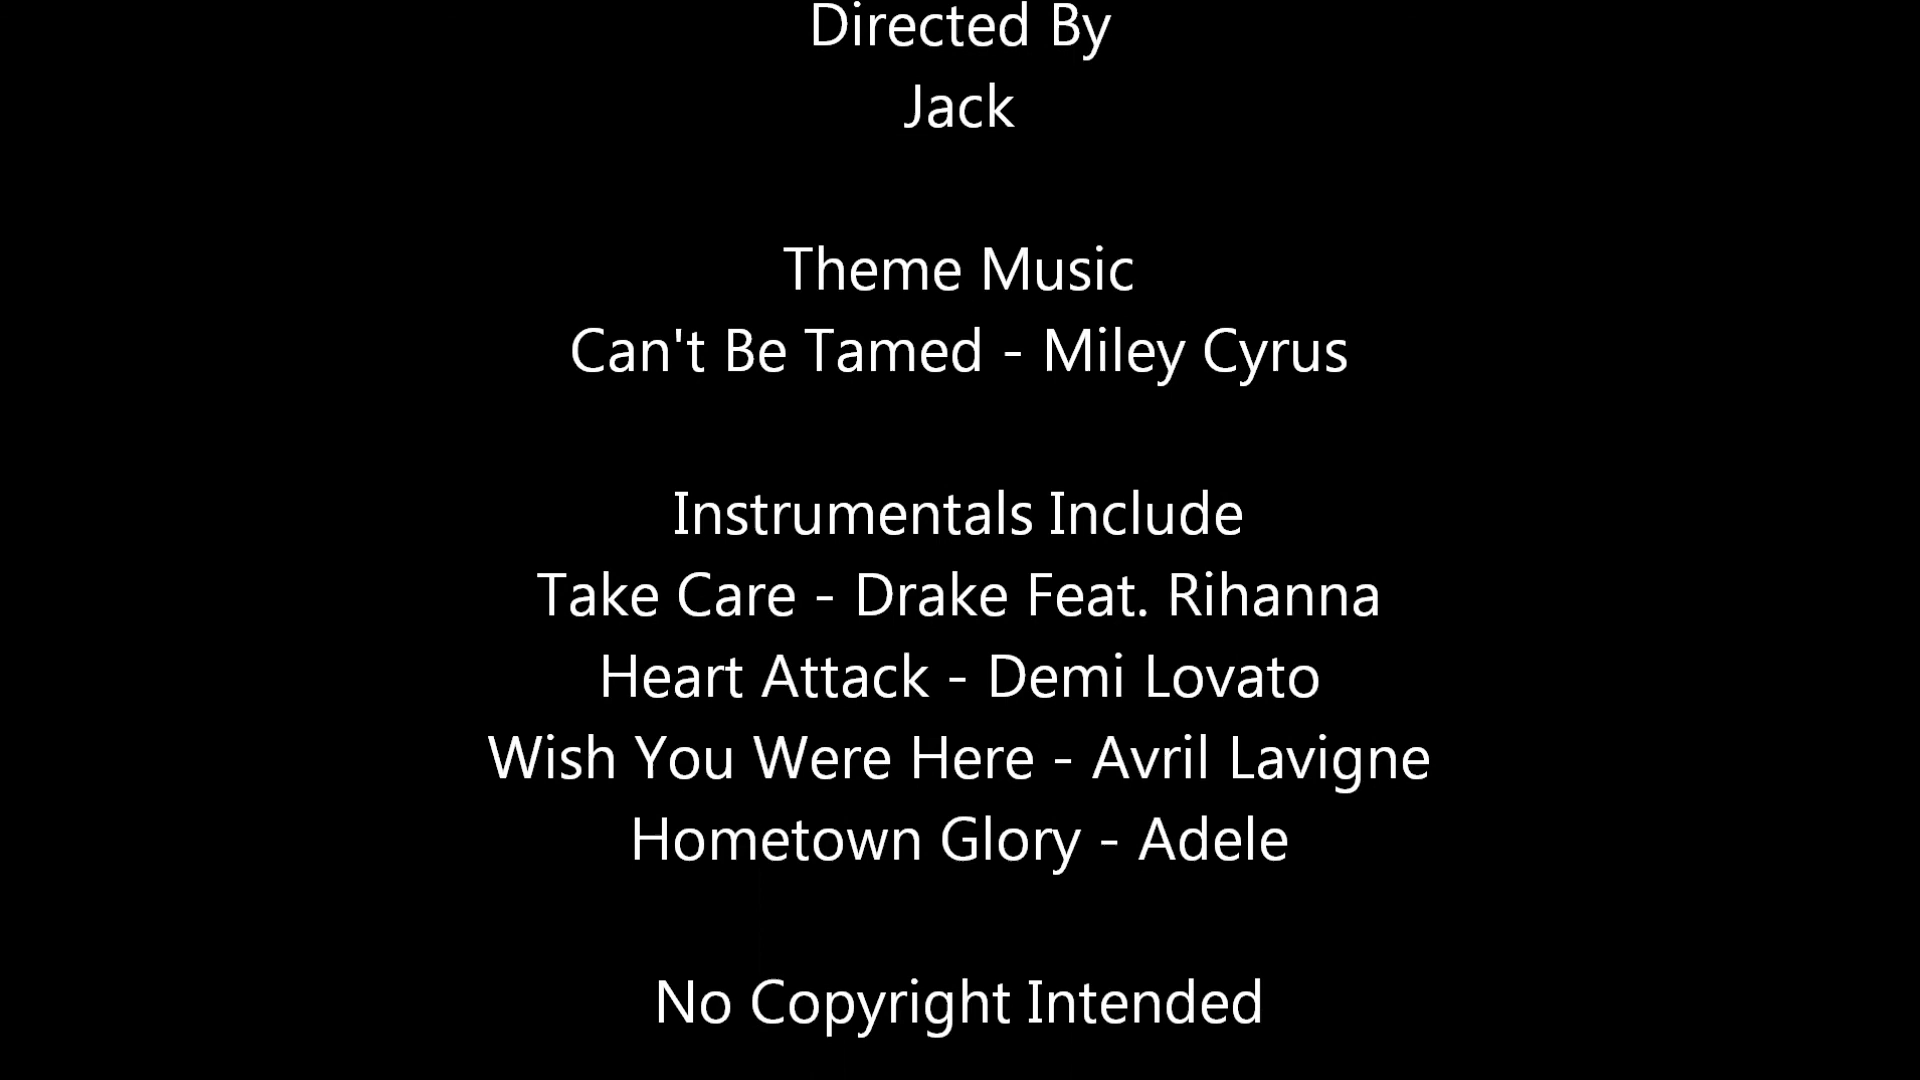 Directed By
Jack
Theme Music
Can't Be Tamed - Miley Cyrus
Instrumentals Include
Take Care - Drake Feat. Rihanna
Heart Attack - Demi Lovato
Wish You Were Here - Avril Lavigne
Hometown Glory - Adele
No Copyright Intended